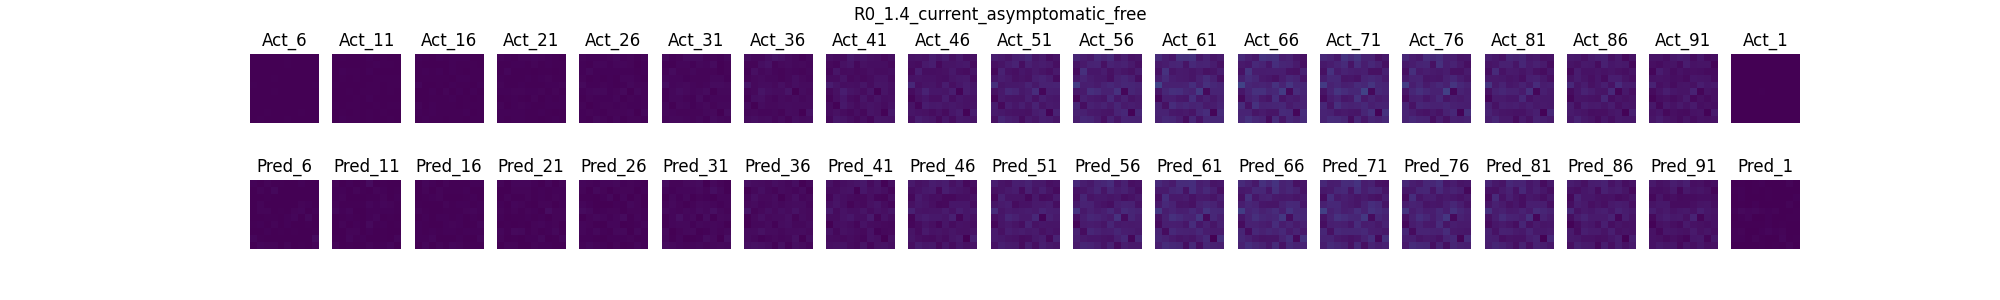 R0_1.4_current_asymptomatic_free
Act_6 Act_11 Act_16 Act_21 Act_26 Act_31 Act_36 Act_41 Act_46 Act_51 Act_56 Act_61 Act_66 Act_71 Act_76 Act_81 Act_86 Act_91 Act_1
Pred_6 Pred_11 Pred_16 Pred_21 Pred_26 Pred_31 Pred_36 Pred_41 Pred_46 Pred_51 Pred_56 Pred_61 Pred_66 Pred_71 Pred_76 Pred_81 Pred_86 Pred_91 Pred_1